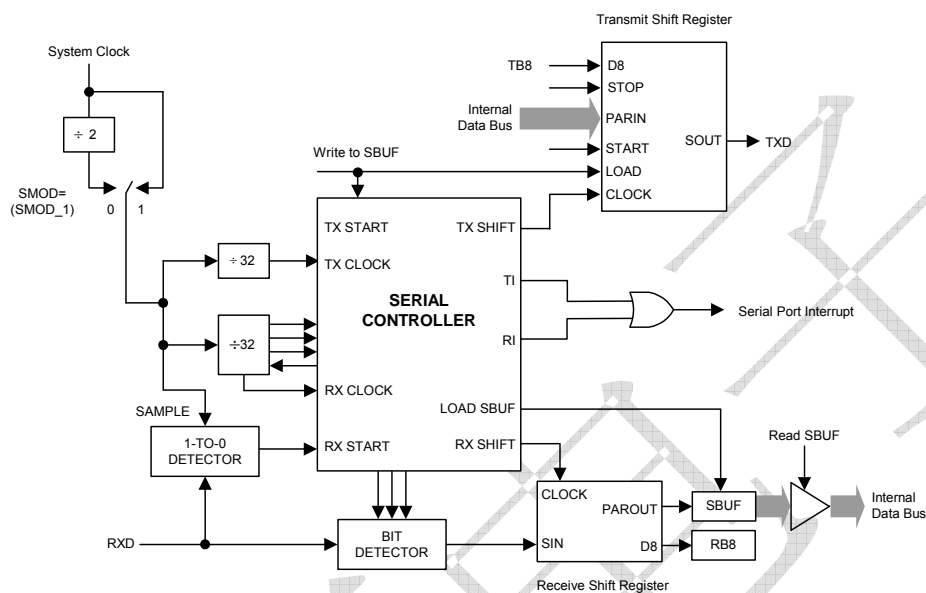 Transmit Shift Register
System Clock
TB8
D8
STOP
Internal
Data Bus
PARIN
÷ 2
SOUT
TXD
START
Write to SBUF
LOAD
CLOCK
SMOD=
(SMOD_1)
0 1
TX START
TX SHIFT
÷32
TX CLOCK
TI
SERIAL
CONTROLLER
Serial Port Interrupt
÷32
RI
RX CLOCK
SAMPLE
LOAD SBUF
1-TO-0
DETECTOR
RX START
RX SHIFT
Read SBUF
CLOCK
PAROUT
SBUF
Internal
Data Bus
RXD
BIT
DETECTOR
SIN
D8
RB8
Receive Shift Register